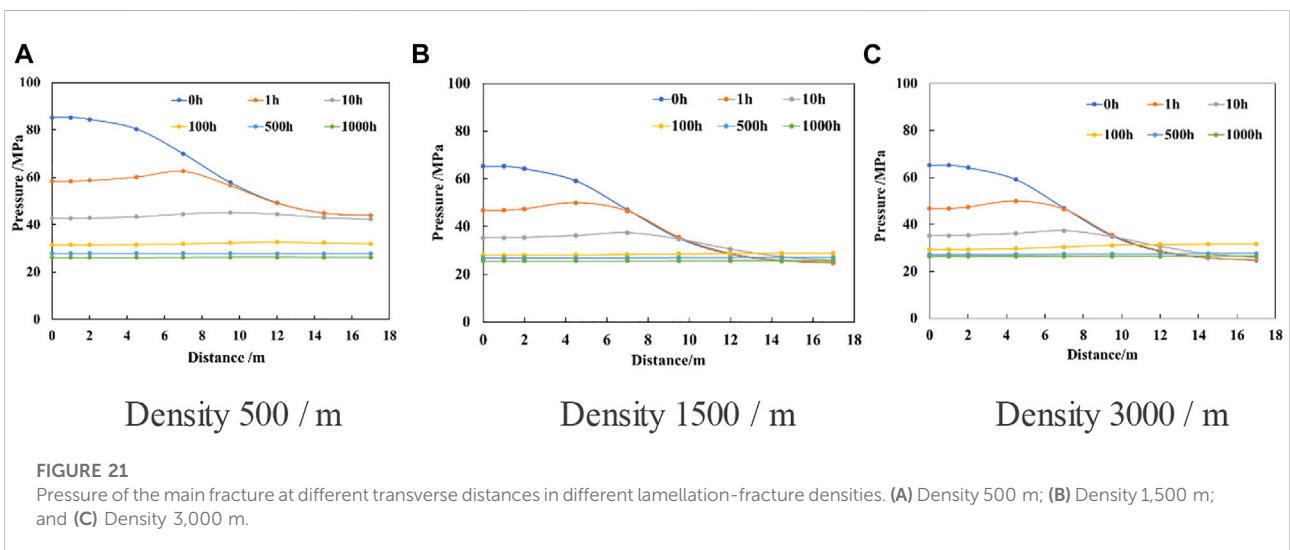 A
B
C
100
80
60
40
20
0
Pressure /MPa
0h 1h 10h
100h 500h 1000h
0 2 4 6 8 10 12 14 16 18
Distance /m
100
80
60
40
20
0
Pressure /MPa
0h 1h 10h
100h 500h 1000h
0 2 4 6 8 10 12 14 16 18
Distance/m
100
80
60
40
20
0
Pressure /MPa
0h 1h 10h
100h 500h 1000h
0 2 4 6 8 10 12 14 16 18
Distance/m
Density 500 / m
Density 1500 / m
Density 3000 / m
FIGURE 21
Pressure of the main fracture at different transverse distances in different lamellation-fracture densities. (A) Density 500 m; (B) Density 1,500 m;
and (C) Density 3,000 m.